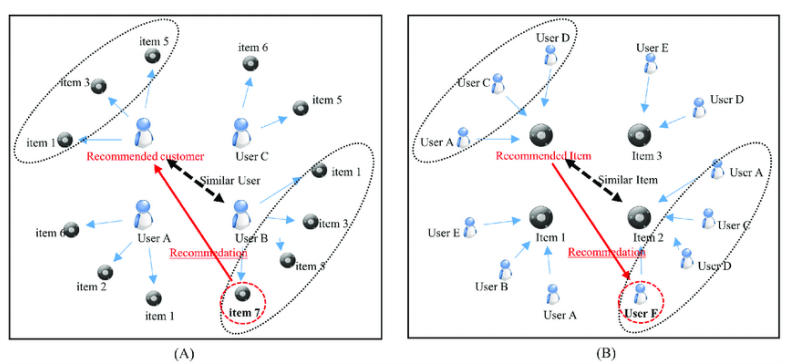 item 5
item 6
item 3
item 5
item 1
Recommended customer
User C
Similar User
item 1
item 6
User A
User B
item 3
Recommedation
item 5
item 2
item 1
item 7
(A)
User D
User E
User C
User D
User A
Recommended Item
Item 3
Similar Item
User A
User E
Item 1
Item 2
User C
Recommedation
User D
User B
User A
User E
(B)